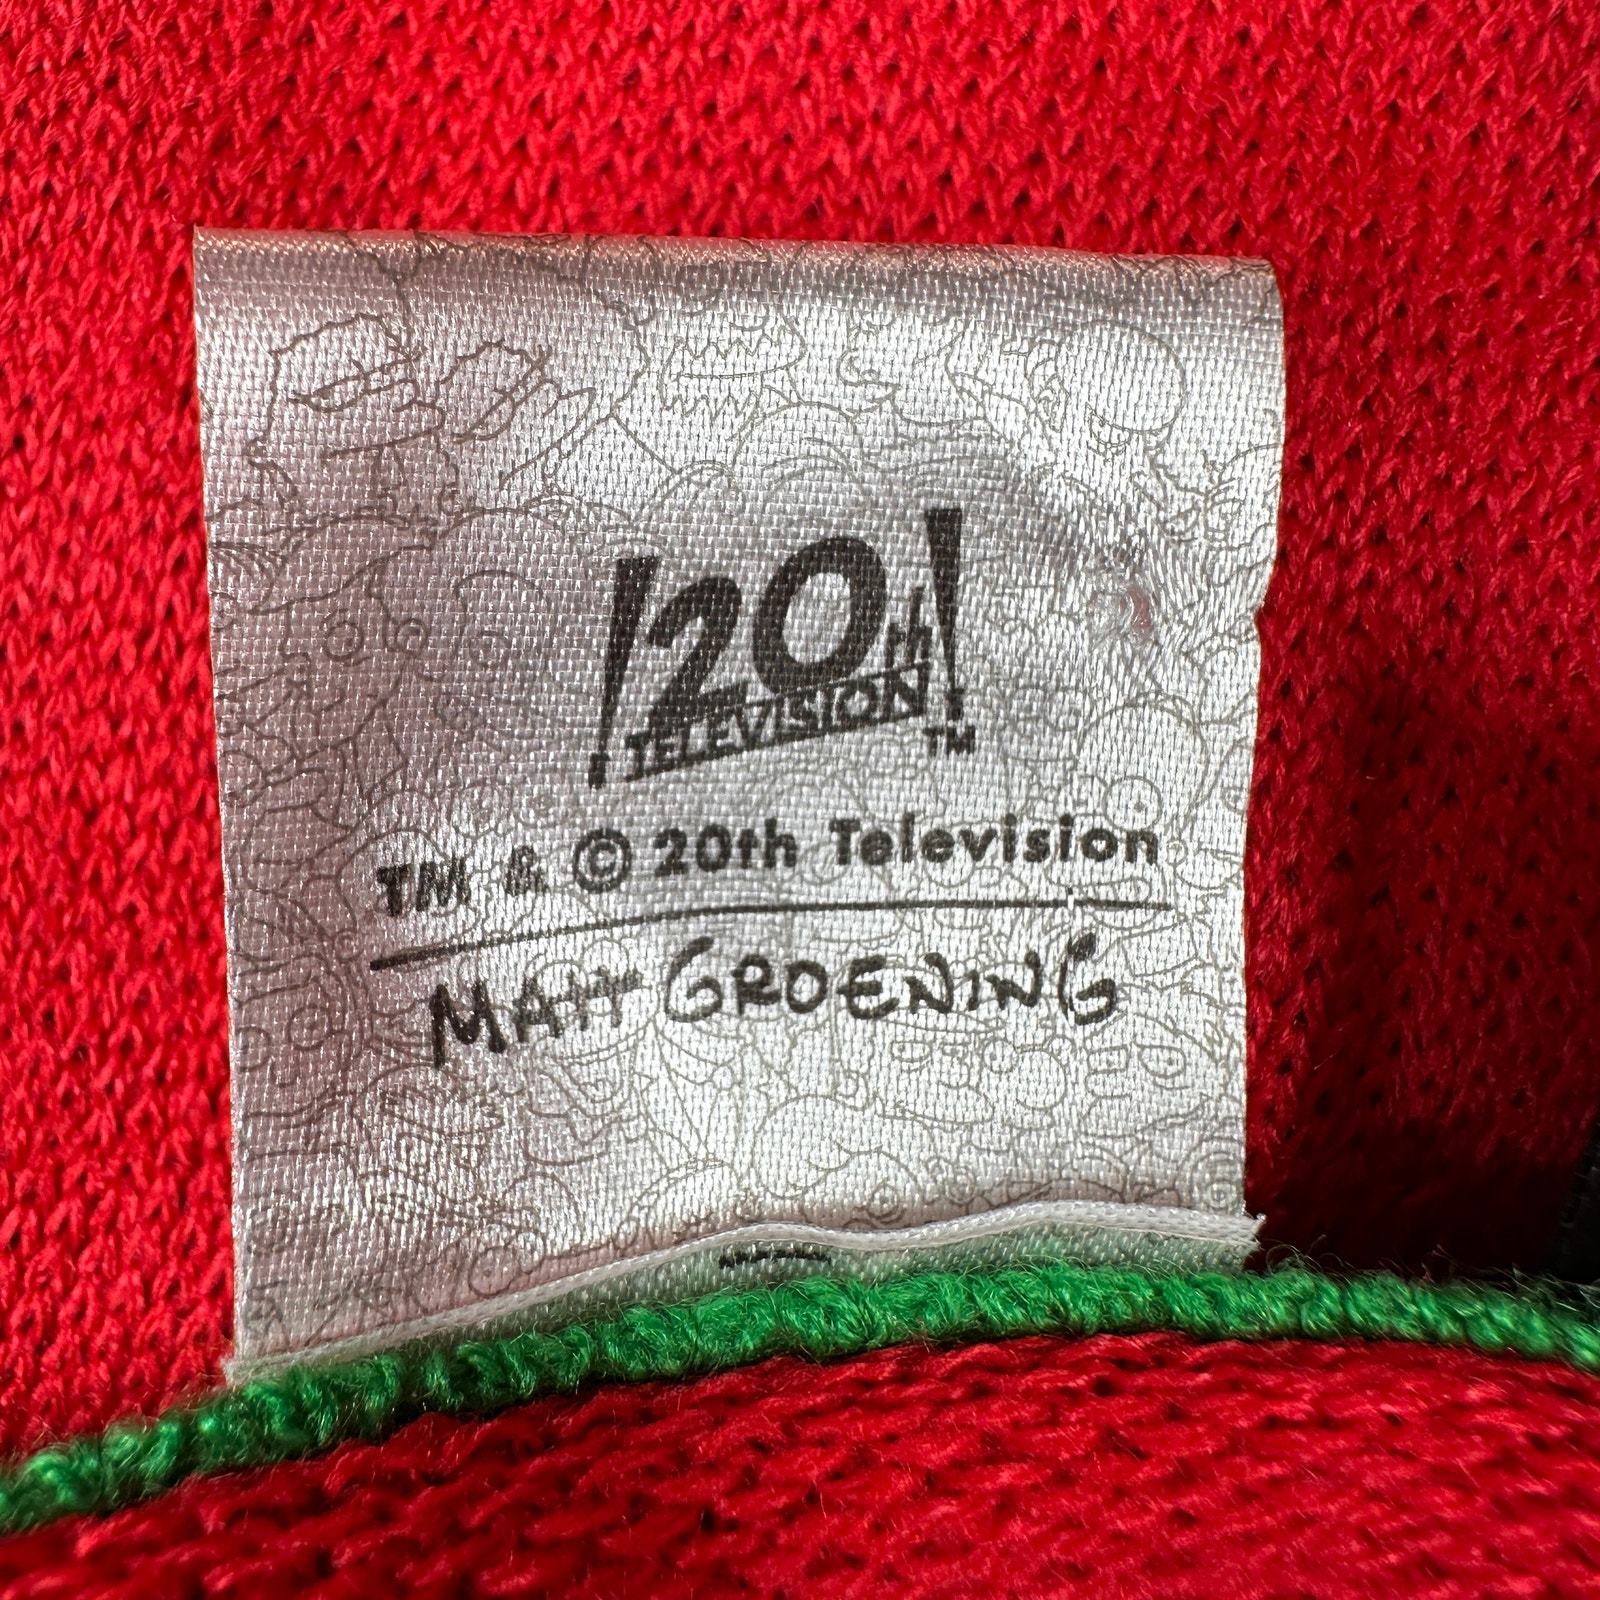 20th
TELEVISION TM
TM & © 20th Television
MATT GROENING